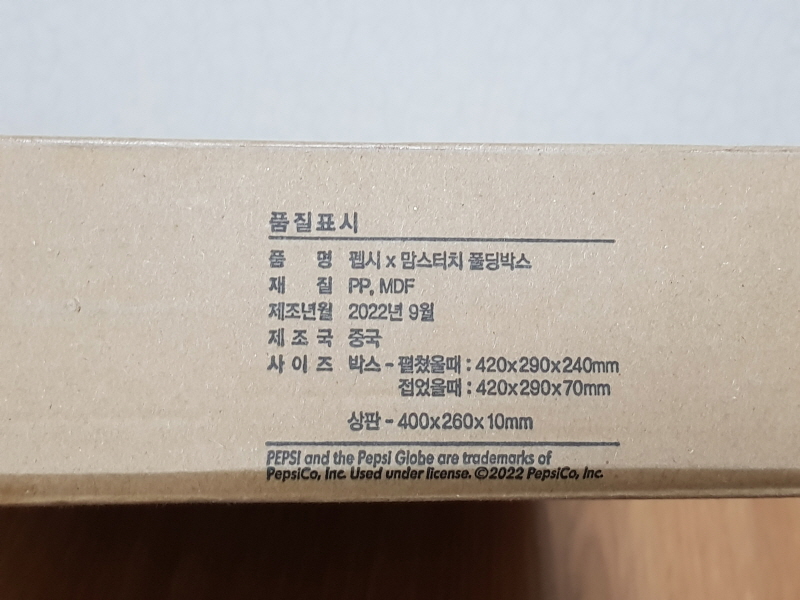 품질표시
품 명 펩시 x 맘스터치 폴딩박스
재 질 PP, MDF
제조년월 2022년 9월
제 조 국 중국
사 이 즈 박스 - 펼쳤을때 : 420x290x240mm
접었을때 : 420x290x70mm
상판 - 400x260x10mm
PEPSI and the Pepsi Globe are trademarks of
PepsiCo, Inc. Used under license. ©2022 PepsiCo, Inc.